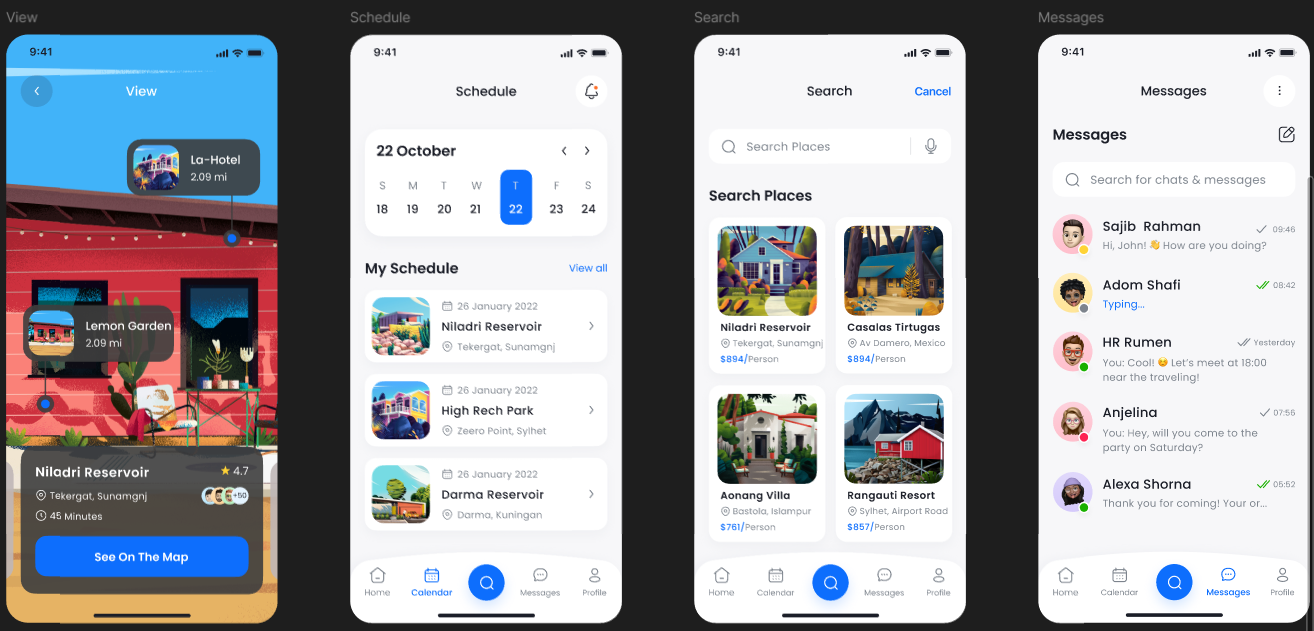 View
9:41
View
La-Hotel
2.09 mi
Lemon Garden
2.09 mi
Niladri Reservoir
4.7
Tekergat, Sunamgnj
+50
45 Minutes
See On The Map
Schedule
9:41
Schedule
22 October
S M T W T F S
18 19 20 21 22 23 24
My Schedule View all
26 January 2022
Niladri Reservoir
Tekergat, Sunamgnj
26 January 2022
High Rech Park
Zeero Point, Sylhet
26 January 2022
Darma Reservoir
Darma, Kuningan
Home Calendar Messages Profile
Search
9:41
Search Cancel
Search Places
Search Places
Niladri Reservoir
Tekergat, Sunamgnj
$894/Person
Casalas Tirtugas
Av Damero, Mexico
$894/Person
Aonang Villa
Bastola, Islampur
$761/Person
Rangauti Resort
Sylhet, Airport Road
$857/Person
Home Calendar Messages Profile
Messages
9:41
Messages
Messages
Search for chats & messages
Sajib Rahman 09:46
Hi, John! 👋 How are you doing?
Adom Shafi 08:42
Typing...
HR Rumen Yesterday
You: Cool! 😊 Let's meet at 18:00
near the traveling!
Anjelina 07:56
You: Hey, will you come to the
party on Saturday?
Alexa Shorna 05:52
Thank you for coming! Your or...
Home Calendar Messages Profile